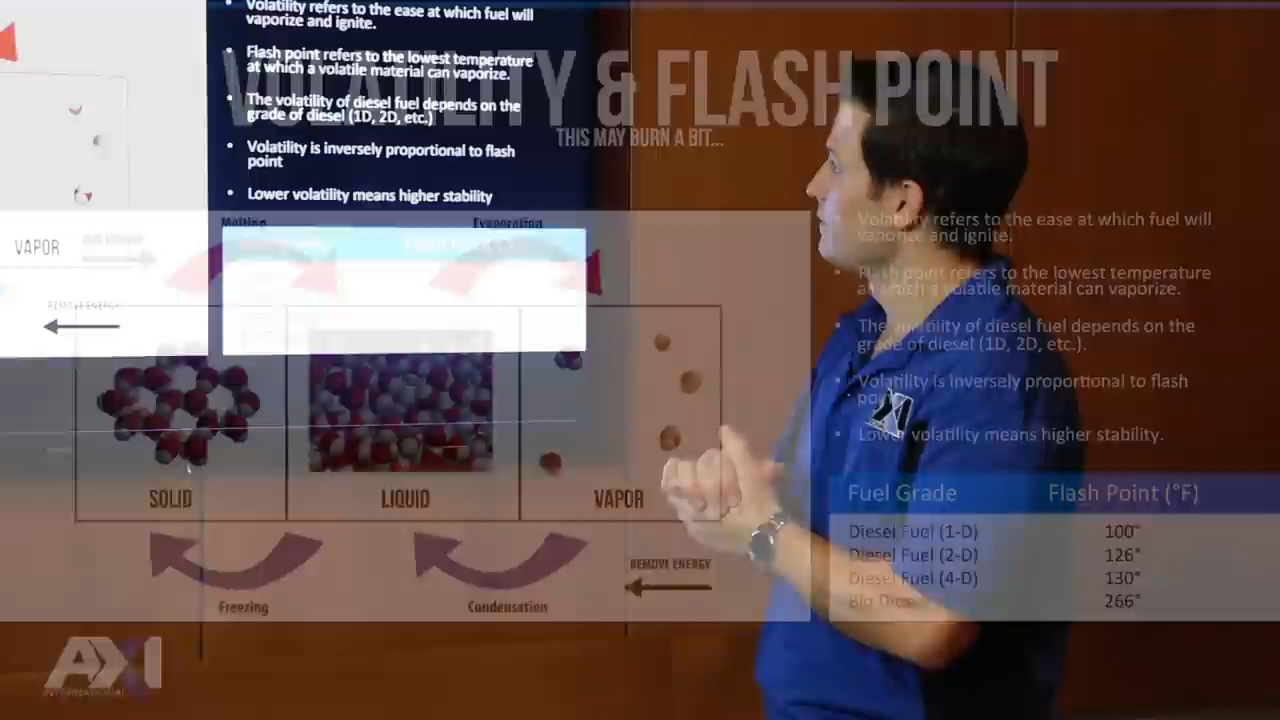 Volatility refers to the ease at which fuel will
vaporize and ignite.
Flash point refers to the lowest temperature
at which a volatile material can vaporize.
The volatility of diesel fuel depends on the
grade of diesel (1D, 2D, etc.)
Volatility is inversely proportional to flash
point
Lower volatility means higher stability
VOLATILITY & FLASH POINT
THIS MAY BURN A BIT...
Melting
Evaporating
VAPOR
REMOVE ENERGY
SOLID
LIQUID
VAPOR
REMOVE ENERGY
Freezing
Condensation
Volatility refers to the ease at which fuel will
vaporize and ignite.
Flash point refers to the lowest temperature
at which a volatile material can vaporize.
The volatility of diesel fuel depends on the
grade of diesel (1D, 2D, etc.).
Volatility is inversely proportional to flash
point
Lower volatility means higher stability.
Fuel Grade Flash Point (°F)
Diesel Fuel (1-D) 100°
Diesel Fuel (2-D) 126°
Diesel Fuel (4-D) 130°
Bio Diesel 266°
AXI
INTERNATIONAL